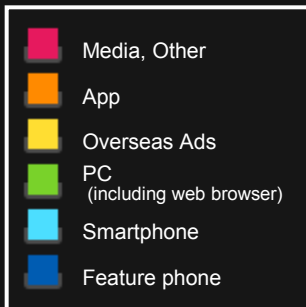 Media, Other
App
Overseas Ads
PC
(including web browser)
Smartphone
Feature phone